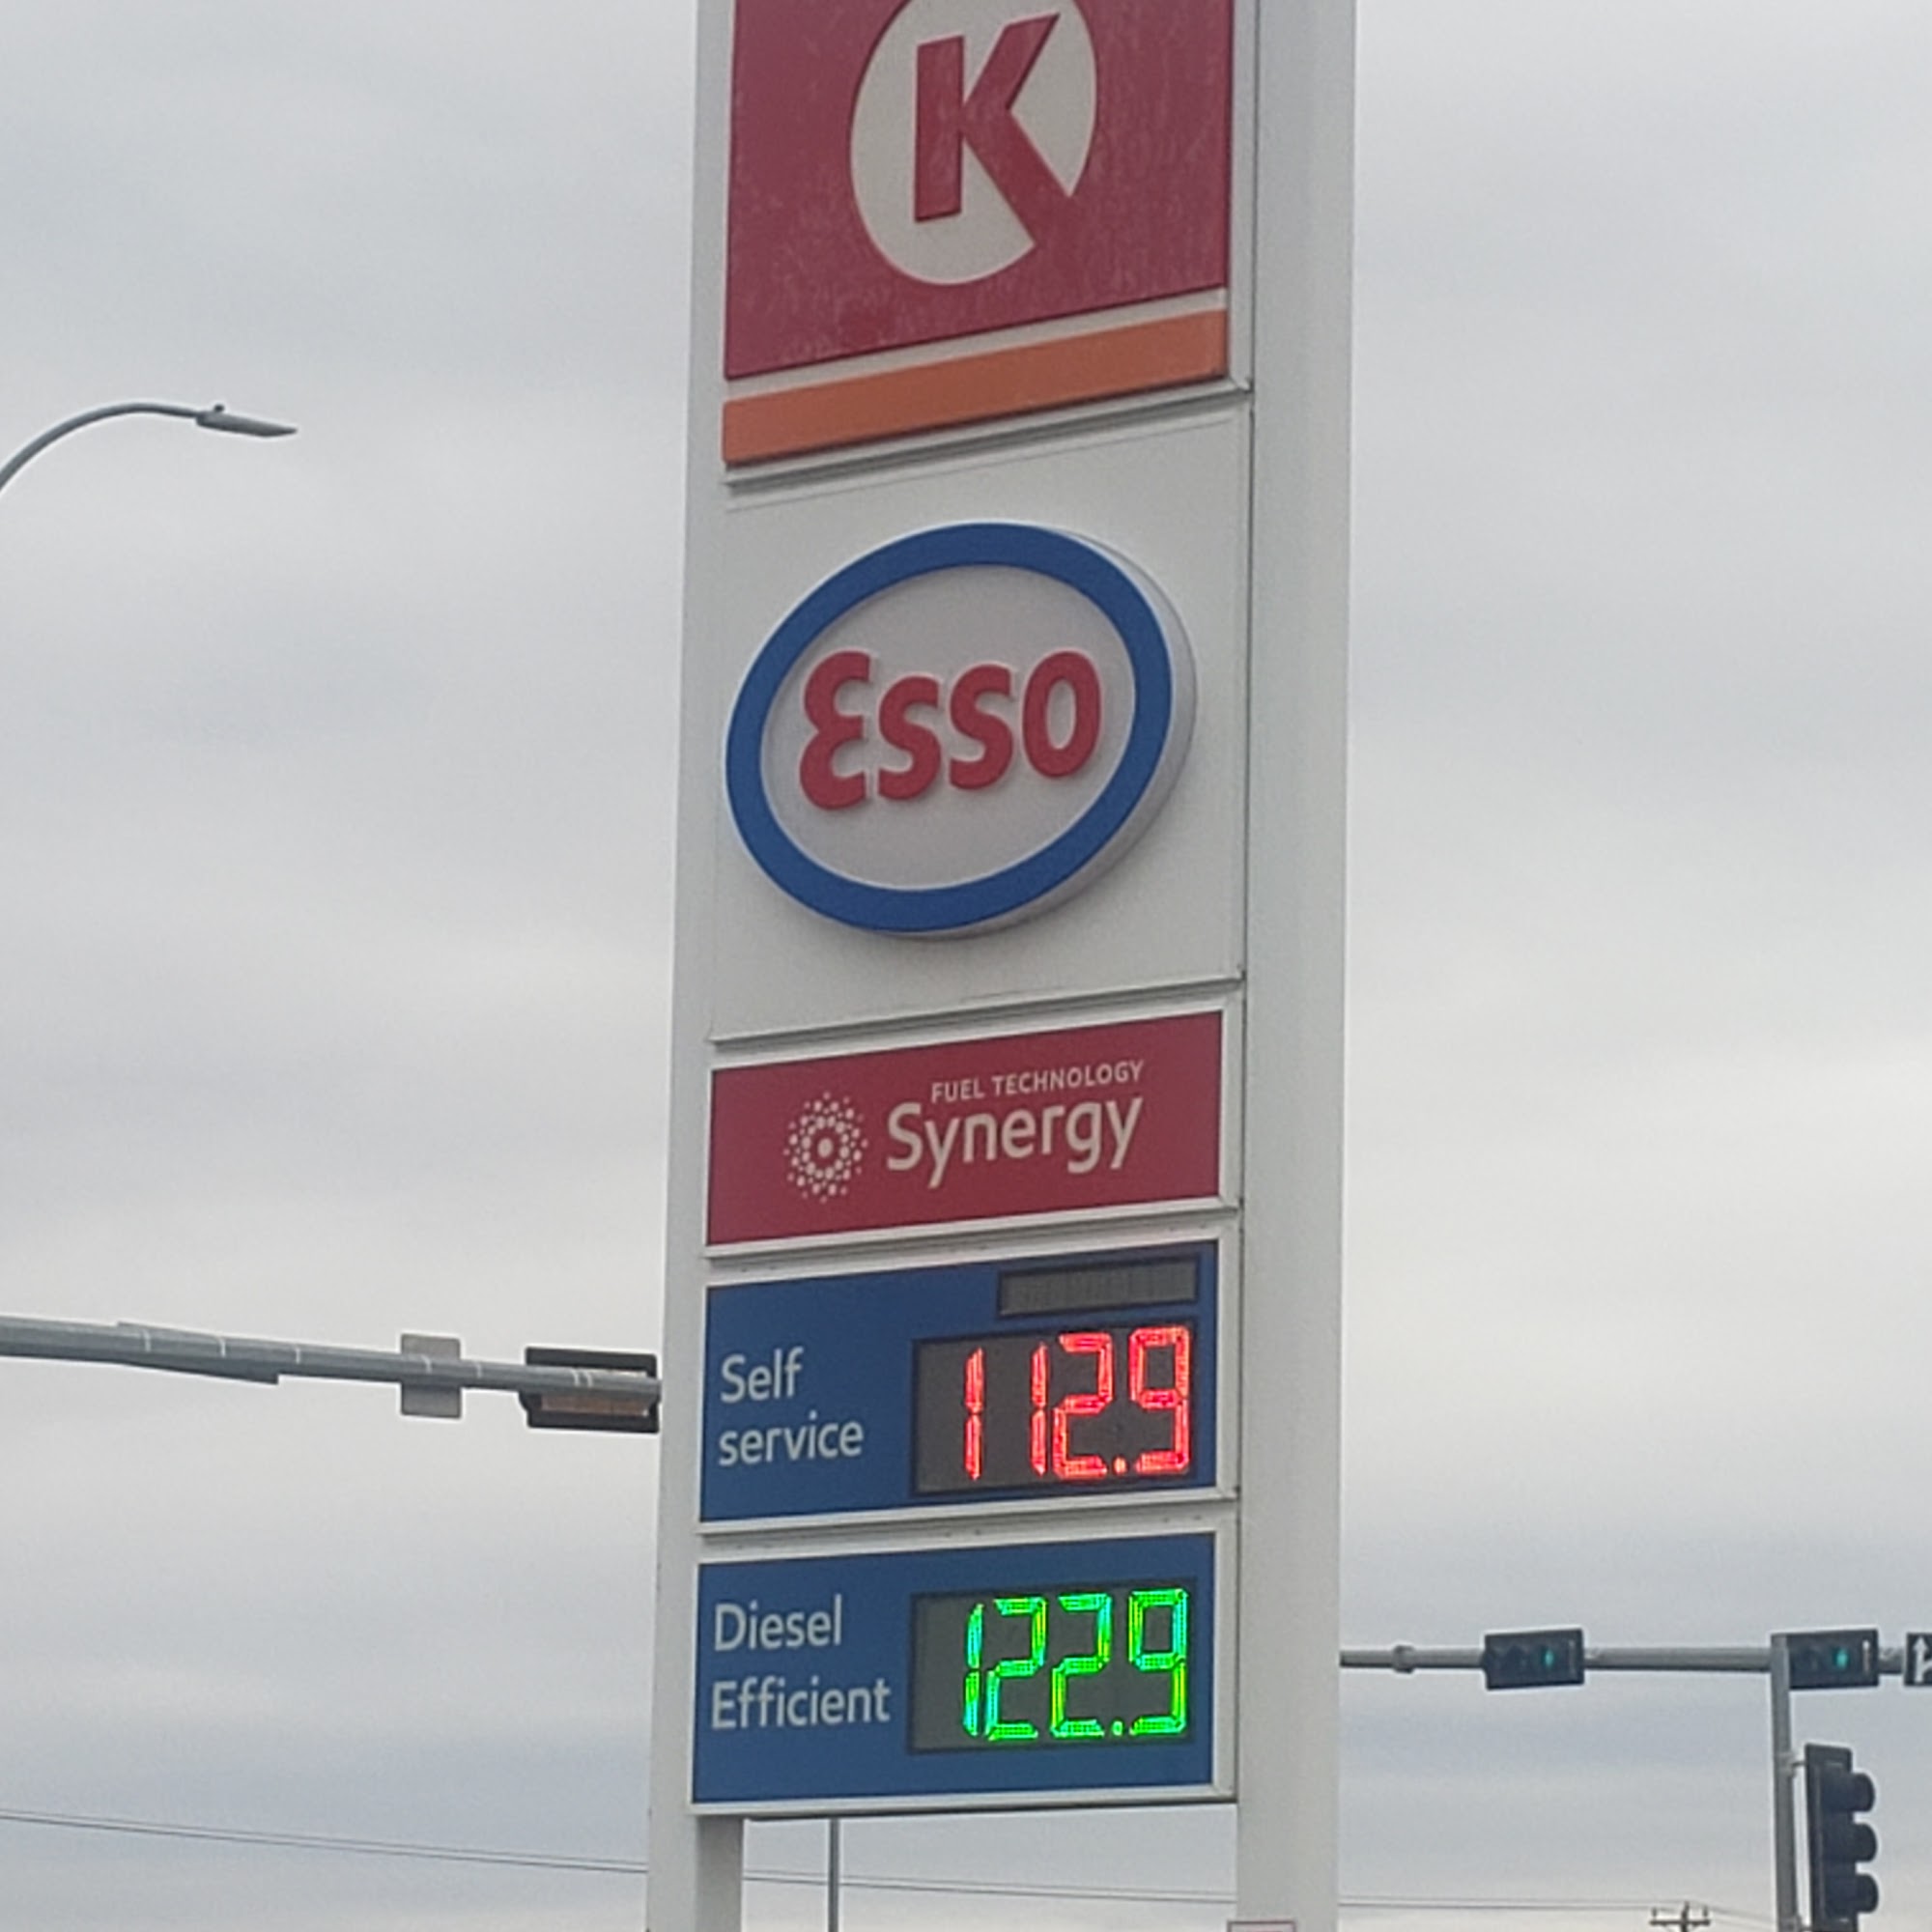 K
Esso
FUEL TECHNOLOGY
Synergy
Self
service
112.9
Diesel
Efficient
122.9